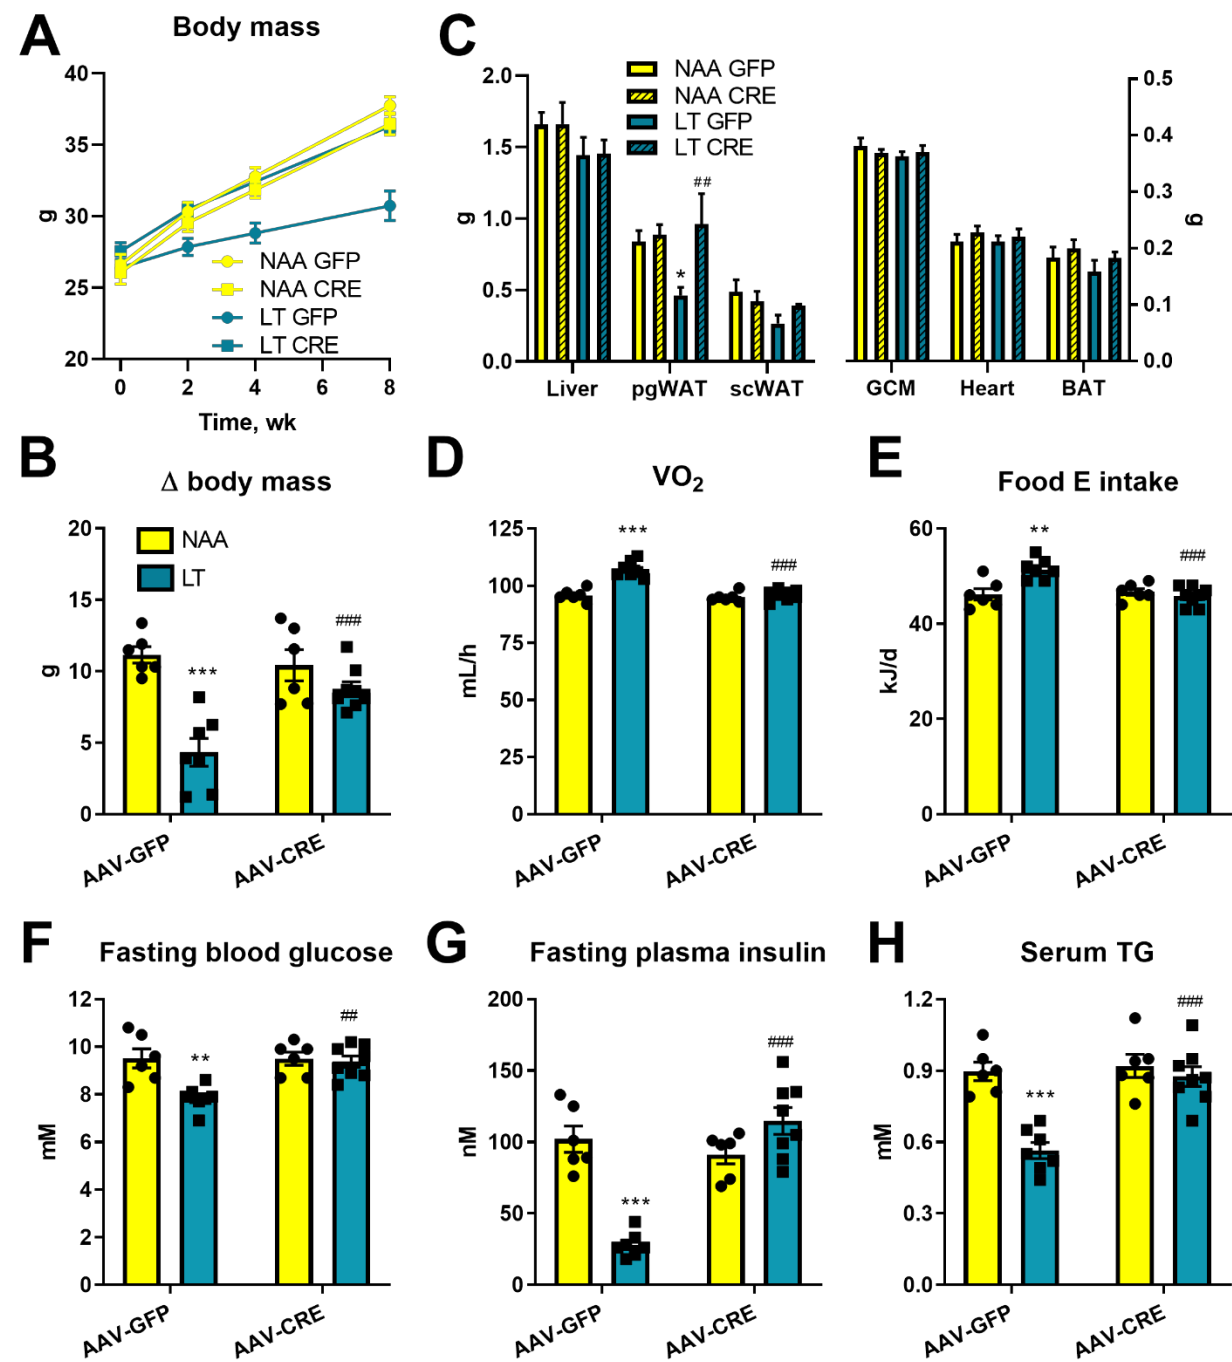 A
Body mass
40
35
30
25
20
g
0
2
4
6
8
Time, wk
NAA GFP
NAA CRE
LT GFP
LT CRE
C
NAA GFP
NAA CRE
LT GFP
LT CRE
2.0
1.5
1.0
0.5
0.0
g
*
##
Liver
pgWAT
scWAT
0.5
0.4
0.3
0.2
0.1
0.0
g
GCM
Heart
BAT
B
Δ body mass
NAA
LT
20
15
10
5
0
g
***
###
AAV-GFP
AAV-CRE
D
VO2
125
100
75
50
25
0
mL/h
***
###
AAV-GFP
AAV-CRE
E
Food E intake
60
40
20
0
kJ/d
**
###
AAV-GFP
AAV-CRE
F
Fasting blood glucose
12
10
8
6
4
2
0
mM
**
##
AAV-GFP
AAV-CRE
G
Fasting plasma insulin
200
150
100
50
0
nM
***
###
AAV-GFP
AAV-CRE
H
Serum TG
1.2
0.9
0.6
0.3
0.0
mM
***
###
AAV-GFP
AAV-CRE